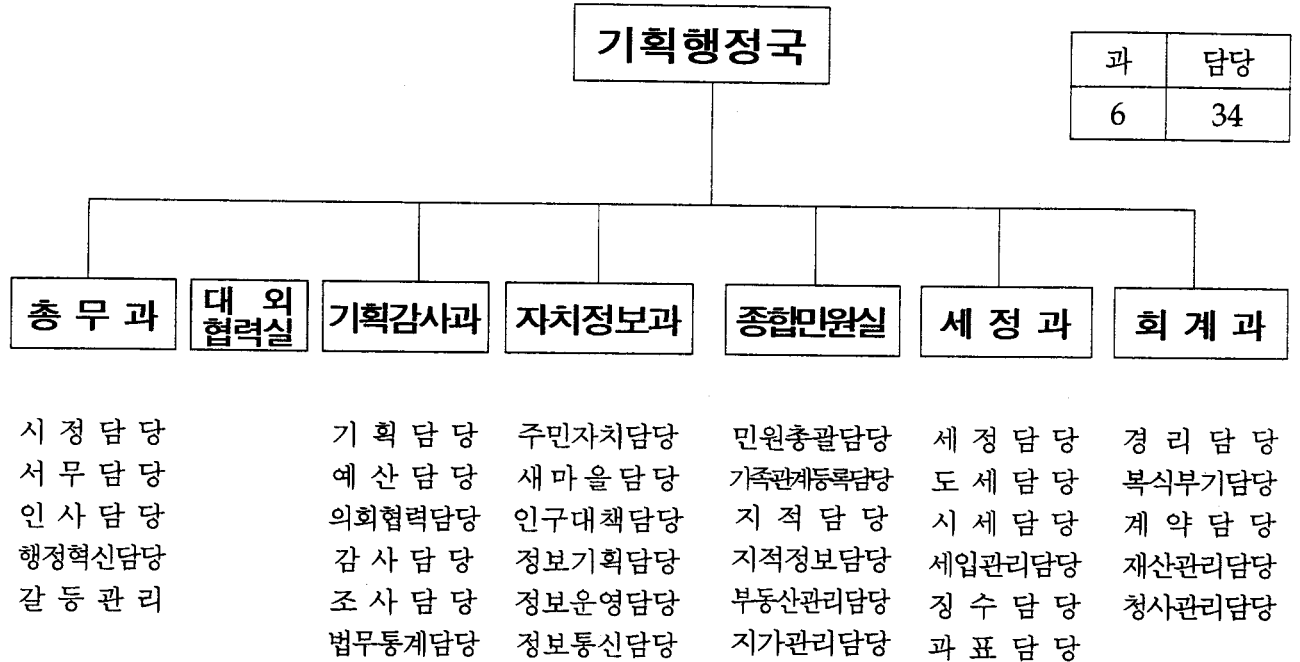 기획행정국
과 담당
6 34
총 무 과
대 외
협력실
기획감사과
자치정보과
종합민원실
세 정 과
회 계 과
시 정 담 당
서 무 담 당
인 사 담 당
행정혁신담당
갈 등 관 리
기 획 담 당
예 산 담 당
의회협력담당
감 사 담 당
조 사 담 당
법무통계담당
주민자치담당
새 마 을 담 당
인구대책담당
정보기획담당
정보운영담당
정보통신담당
민원총괄담당
가족관계등록담당
지 적 담 당
지적정보담당
부동산관리담당
지가관리담당
세 정 담 당
도 세 담 당
시 세 담 당
세입관리담당
징 수 담 당
과 표 담 당
경 리 담 당
복식부기담당
계 약 담 당
재산관리담당
청사관리담당